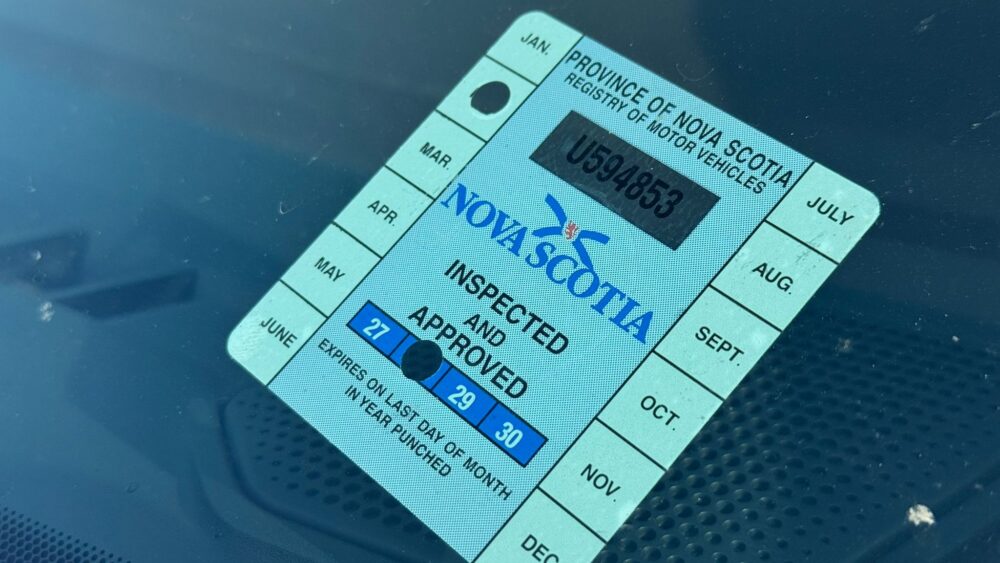 JAN.
MAR.
APR.
MAY
JUNE
PROVINCE OF NOVA SCOTIA
REGISTRY OF MOTOR VEHICLES
U594853
NOVA SCOTIA
INSPECTED
AND
APPROVED
27 29 30
EXPIRES ON LAST DAY OF MONTH
IN YEAR PUNCHED
JULY
AUG.
SEPT.
OCT.
NOV.
DEC